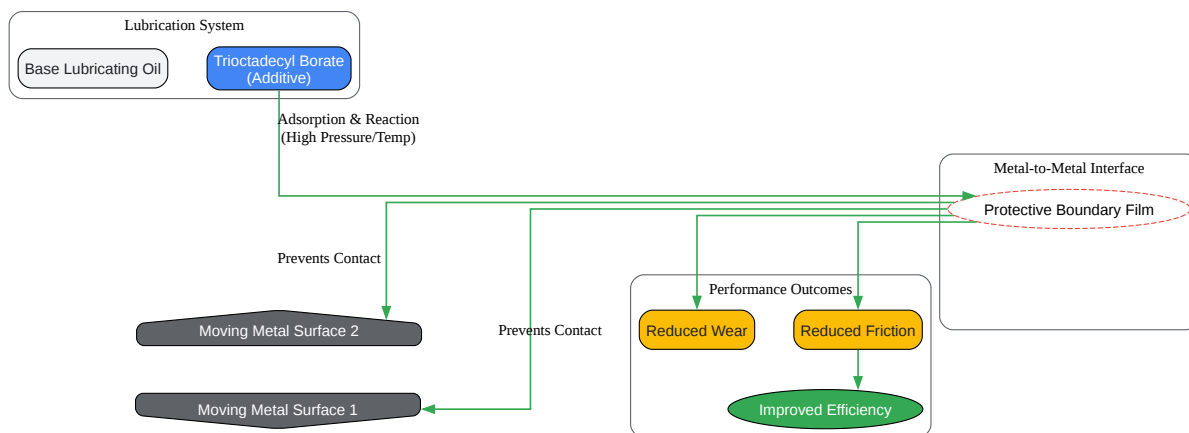 Lubrication System
Base Lubricating Oil
Trioctadecyl Borate
(Additive)
Adsorption & Reaction
(High Pressure/Temp)
Metal-to-Metal Interface
Protective Boundary Film
Prevents Contact
Performance Outcomes
Moving Metal Surface 2
Prevents Contact
Reduced Wear
Reduced Friction
Moving Metal Surface 1
Improved Efficiency